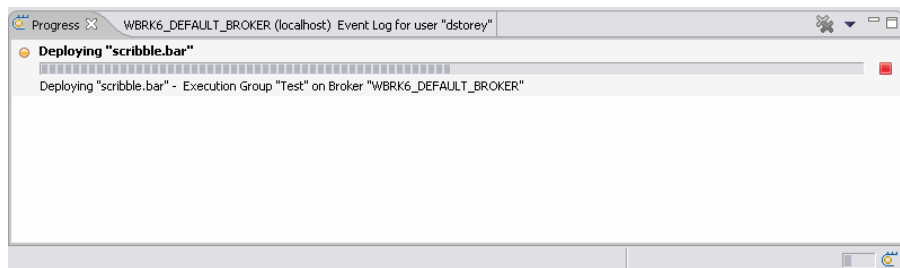 Progress WBRK6_DEFAULT_BROKER (localhost) Event Log for user "dstorey"
Deploying "scribble.bar"
Deploying "scribble.bar" - Execution Group "Test" on Broker "WBRK6_DEFAULT_BROKER"